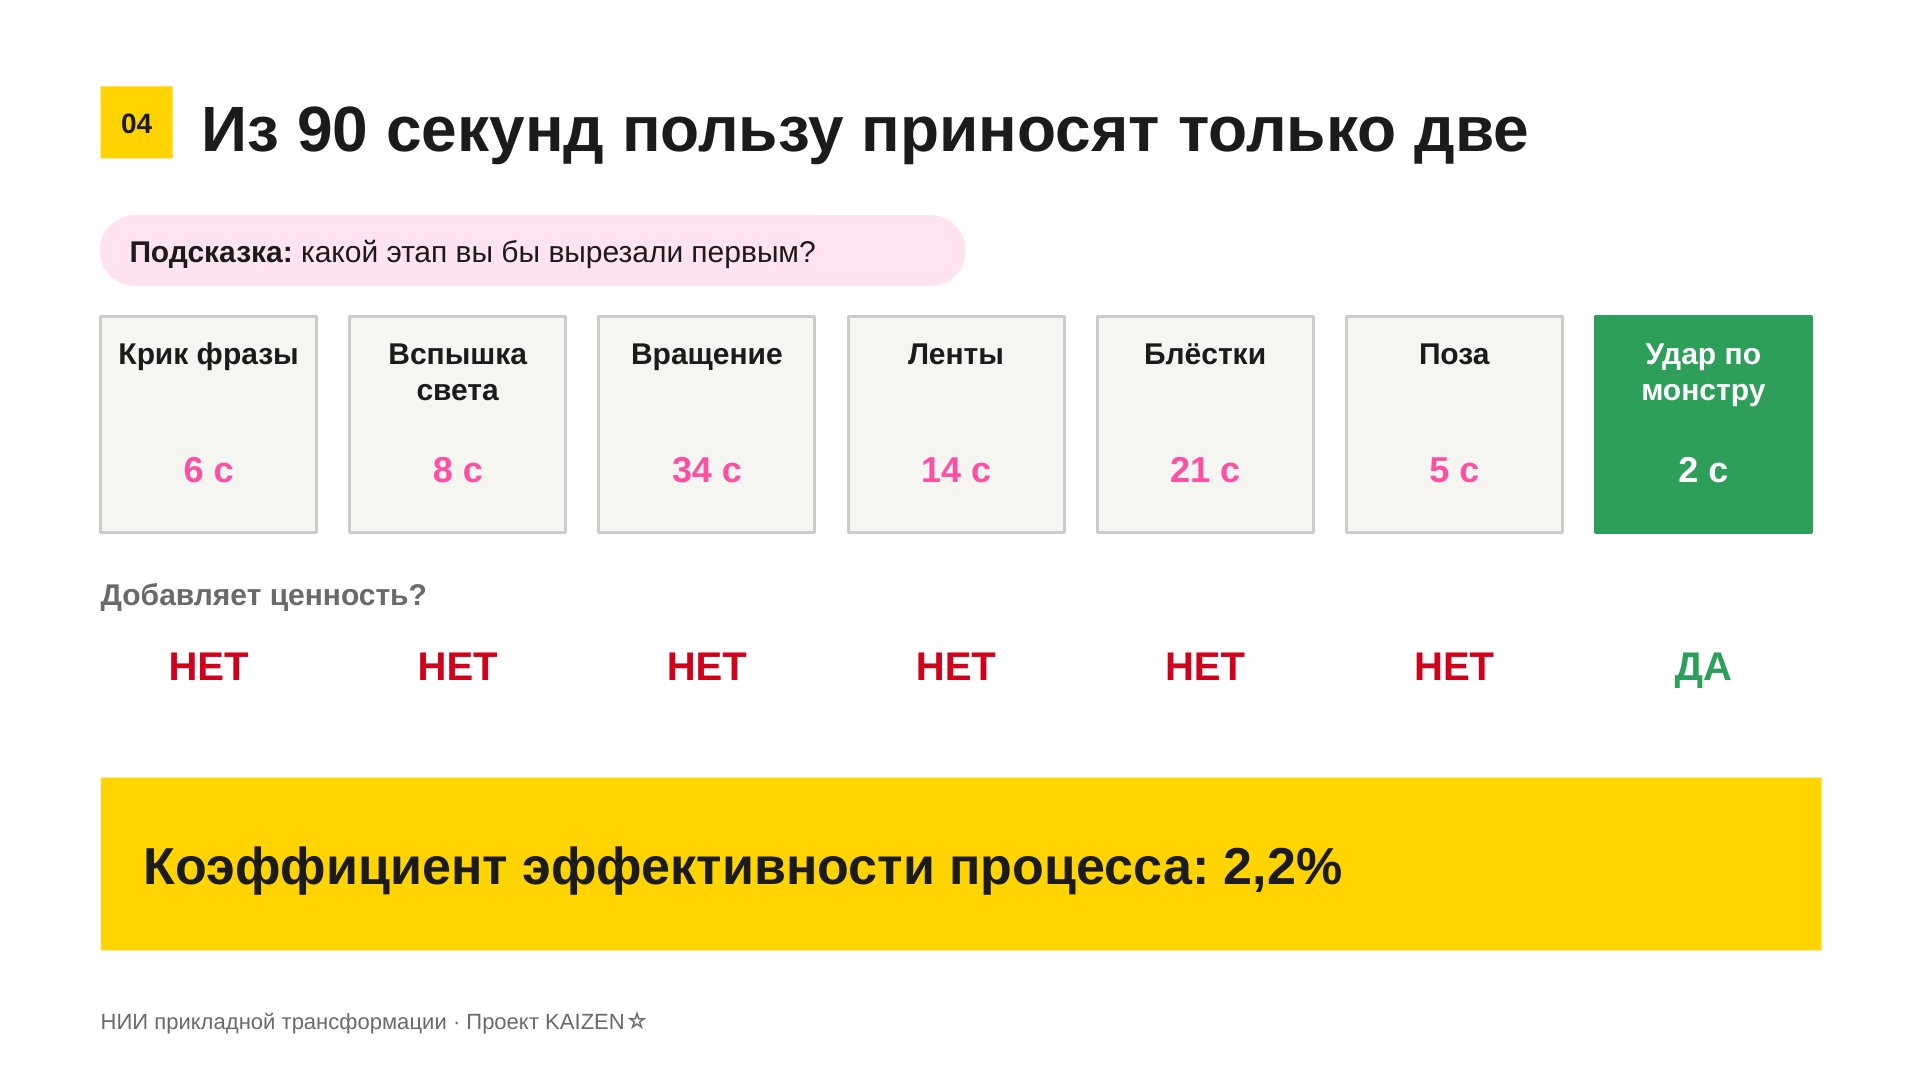 04
Из 90 секунд пользу приносят только две
Подсказка: какой этап вы бы вырезали первым?
Крик фразы
6 с
Вспышка
света
8 с
Вращение
34 с
Ленты
14 с
Блёстки
21 с
Поза
5 с
Удар по
монстру
2 с
Добавляет ценность?
НЕТ НЕТ НЕТ НЕТ НЕТ НЕТ ДА
Коэффициент эффективности процесса: 2,2%
НИИ прикладной трансформации · Проект KAIZEN☆